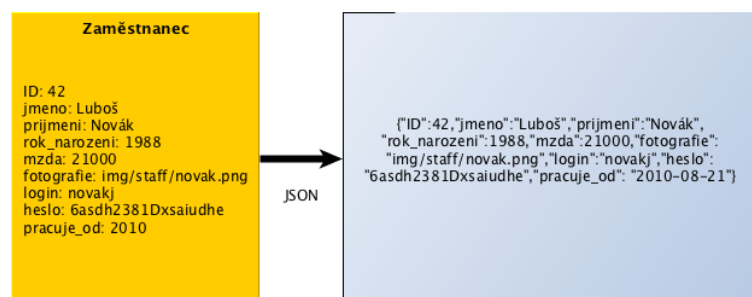 Zaměstnanec
ID: 42
jmeno: Luboš
prijmeni: Novák
rok_narozeni: 1988
mzda: 21000
fotografie: img/staff/novak.png
login: novakj
heslo: 6asdh2381Dxsaiudhe
pracuje_od: 2010
JSON
{"ID":42,"jmeno":"Luboš","prijmeni":"Novák",
"rok_narozeni":1988,"mzda":21000,"fotografie":
"img/staff/novak.png","login":"novakj","heslo":
"6asdh2381Dxsaiudhe","pracuje_od": "2010-08-21"}